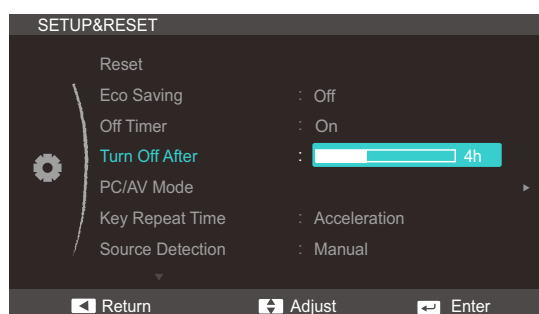 SETUP&RESET
Reset
Eco Saving : Off
Off Timer : On
Turn Off After : 4h
PC/AV Mode
Key Repeat Time : Acceleration
Source Detection : Manual
Return Adjust Enter